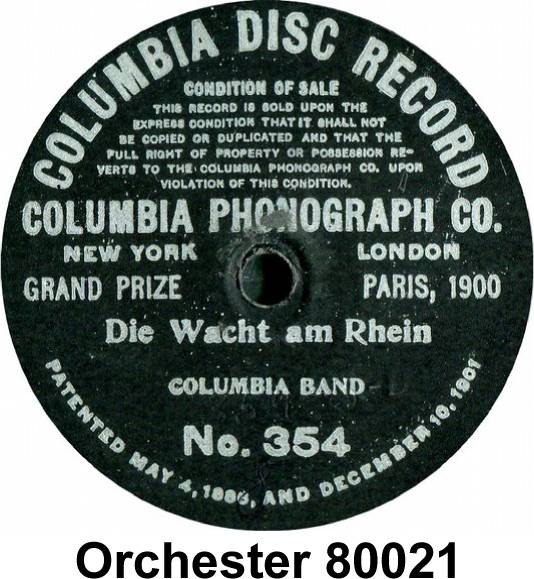 COLUMBIA DISC RECORD
CONDITION OF SALE
THIS RECORD IS SOLD UPON THE
EXPRESS CONDITION THAT IT SHALL NOT
BE COPIED OR DUPLICATED AND THAT THE
FULL RIGHT OF PROPERTY OR POSSESSION RE-
VERTS TO THE COLUMBIA PHONOGRAPH CO. UPON
VIOLATION OF THIS CONDITION.
COLUMBIA PHONOGRAPH CO.
NEW YORK LONDON
GRAND PRIZE PARIS, 1900
Die Wacht am Rhein
COLUMBIA BAND
No. 354
PATENTED MAY 4, 1886, AND DECEMBER 10, 1901
Orchester 80021